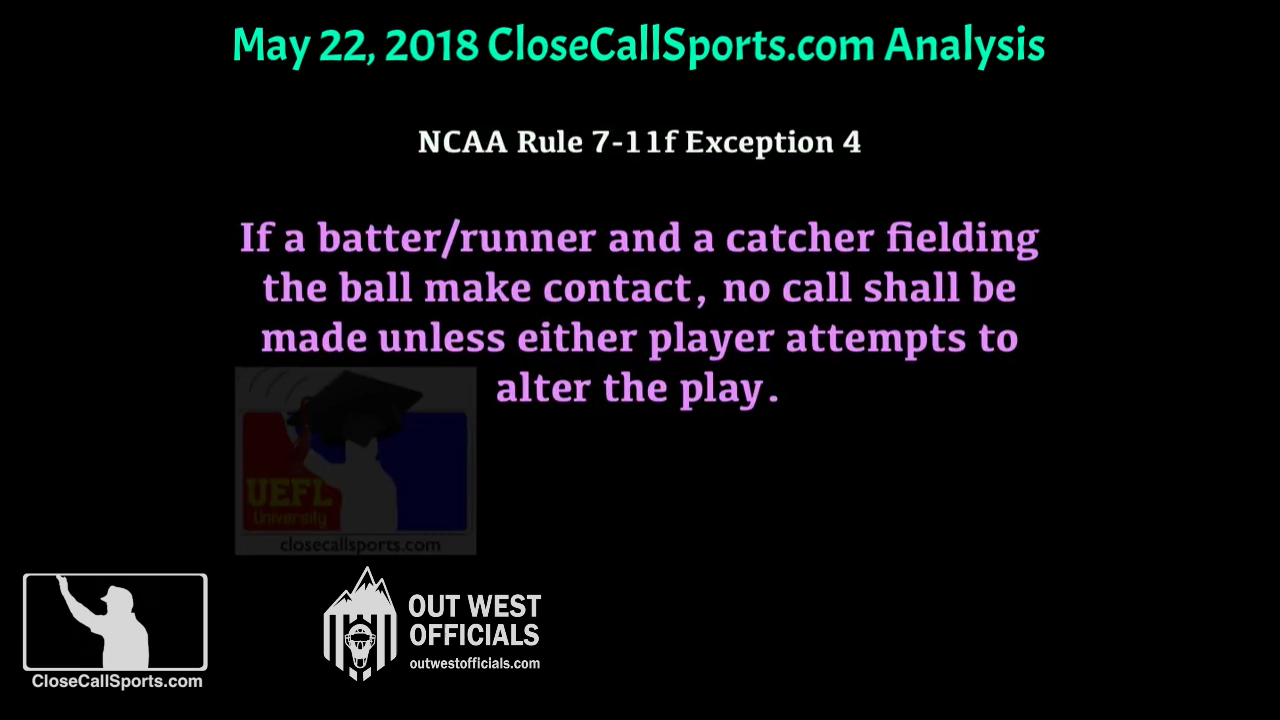 May 22, 2018 CloseCallSports.com Analysis
NCAA Rule 7-11f Exception 4
If a batter/runner and a catcher fielding
the ball make contact, no call shall be
made unless either player attempts to
alter the play.
UEFL
University
closecallsports.com
CloseCallSports.com
OUT WEST
OFFICIALS
outwestofficials.com